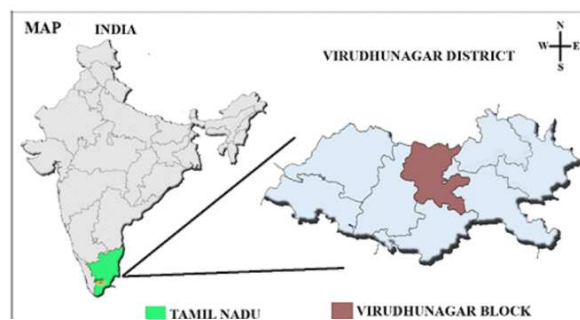 MAP
INDIA
VIRUDHUNAGAR DISTRICT
N
W E
S
TAMIL NADU
VIRUDHUNAGAR BLOCK